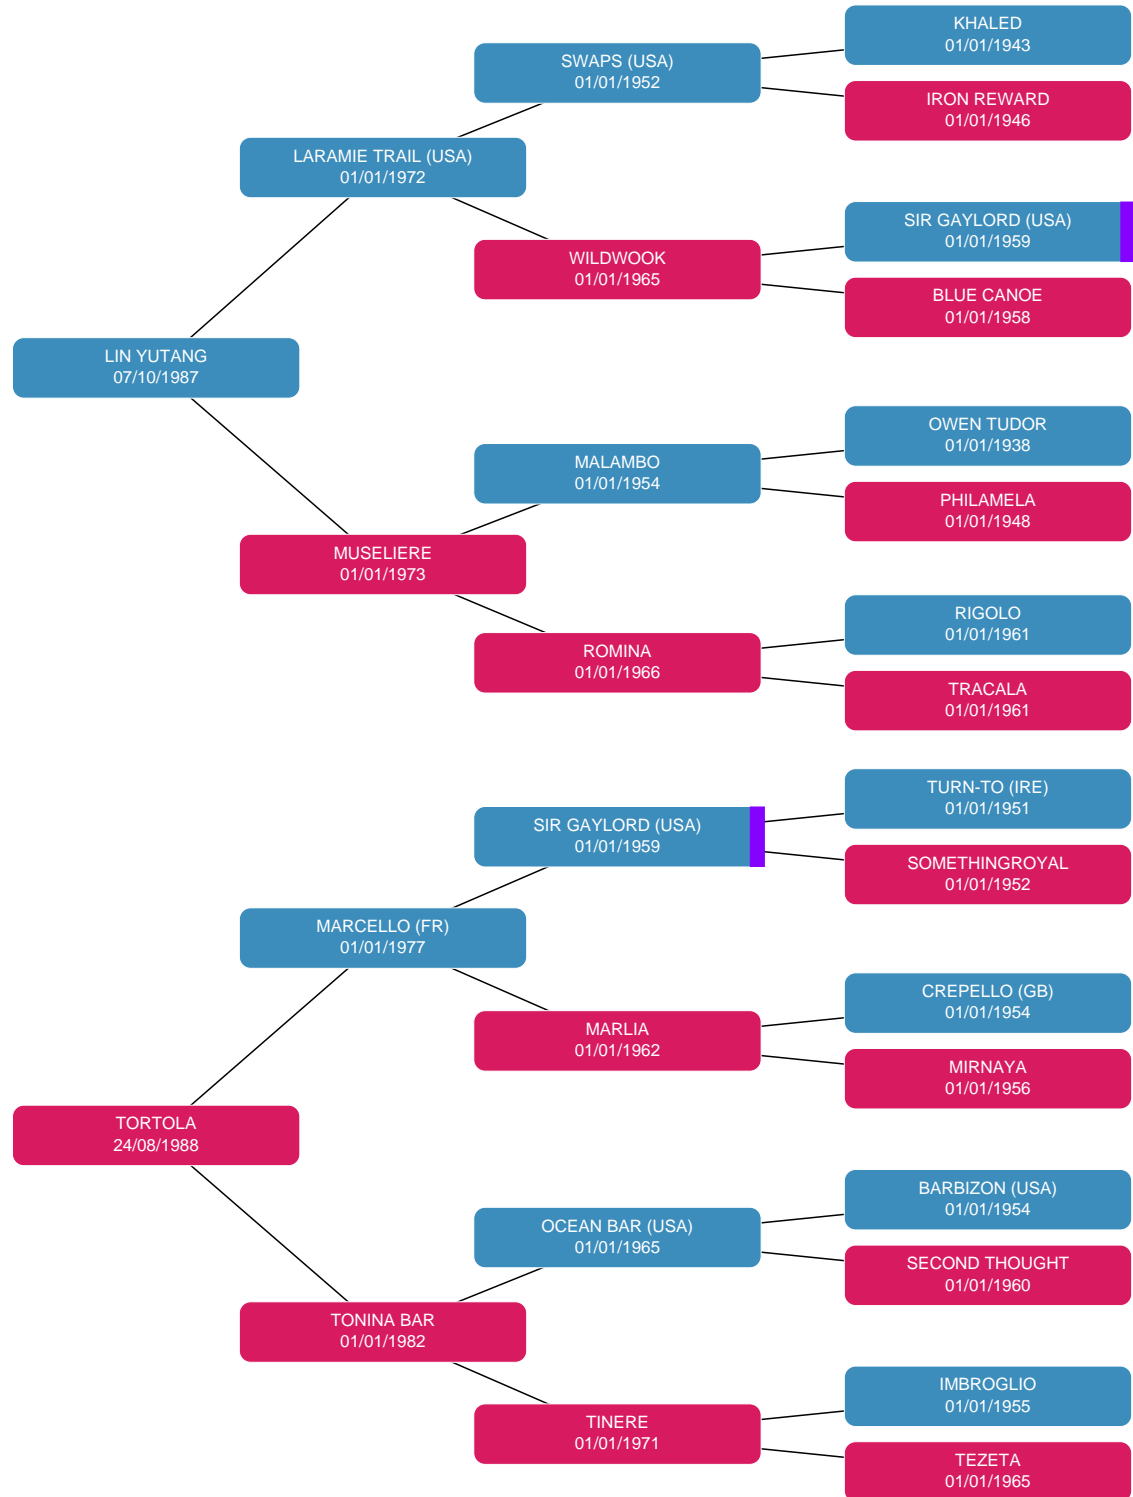 KHALED
01/01/1943
SWAPS (USA)
01/01/1952
IRON REWARD
01/01/1946
LARAMIE TRAIL (USA)
01/01/1972
SIR GAYLORD (USA)
01/01/1959
WILDWOOK
01/01/1965
BLUE CANOE
01/01/1958
LIN YUTANG
07/10/1987
OWEN TUDOR
01/01/1938
MALAMBO
01/01/1954
PHILAMELA
01/01/1948
MUSELIERE
01/01/1973
RIGOLO
01/01/1961
ROMINA
01/01/1966
TRACALA
01/01/1961
TURN-TO (IRE)
01/01/1951
SIR GAYLORD (USA)
01/01/1959
SOMETHINGROYAL
01/01/1952
MARCELLO (FR)
01/01/1977
CREPELLO (GB)
01/01/1954
MARLIA
01/01/1962
MIRNAYA
01/01/1956
TORTOLA
24/08/1988
BARBIZON (USA)
01/01/1954
OCEAN BAR (USA)
01/01/1965
SECOND THOUGHT
01/01/1960
TONINA BAR
01/01/1982
IMBROGLIO
01/01/1955
TINERE
01/01/1971
TEZETA
01/01/1965